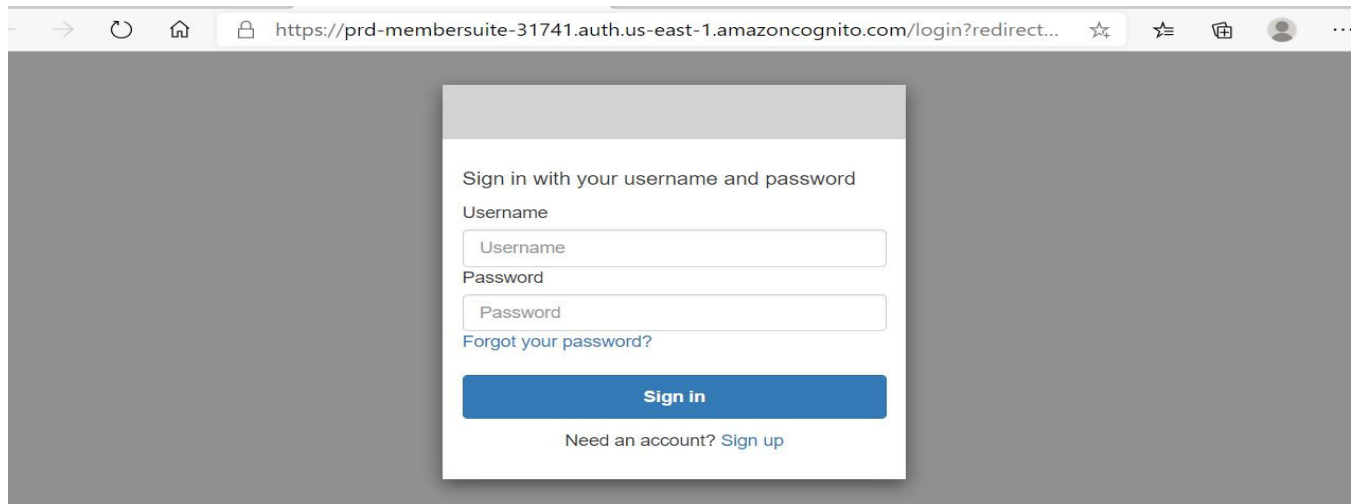 https://prd-membersuite-31741.auth.us-east-1.amazoncognito.com/login?redirect...
Sign in with your username and password
Username
Username
Password
Password
Forgot your password?
Sign in
Need an account? Sign up